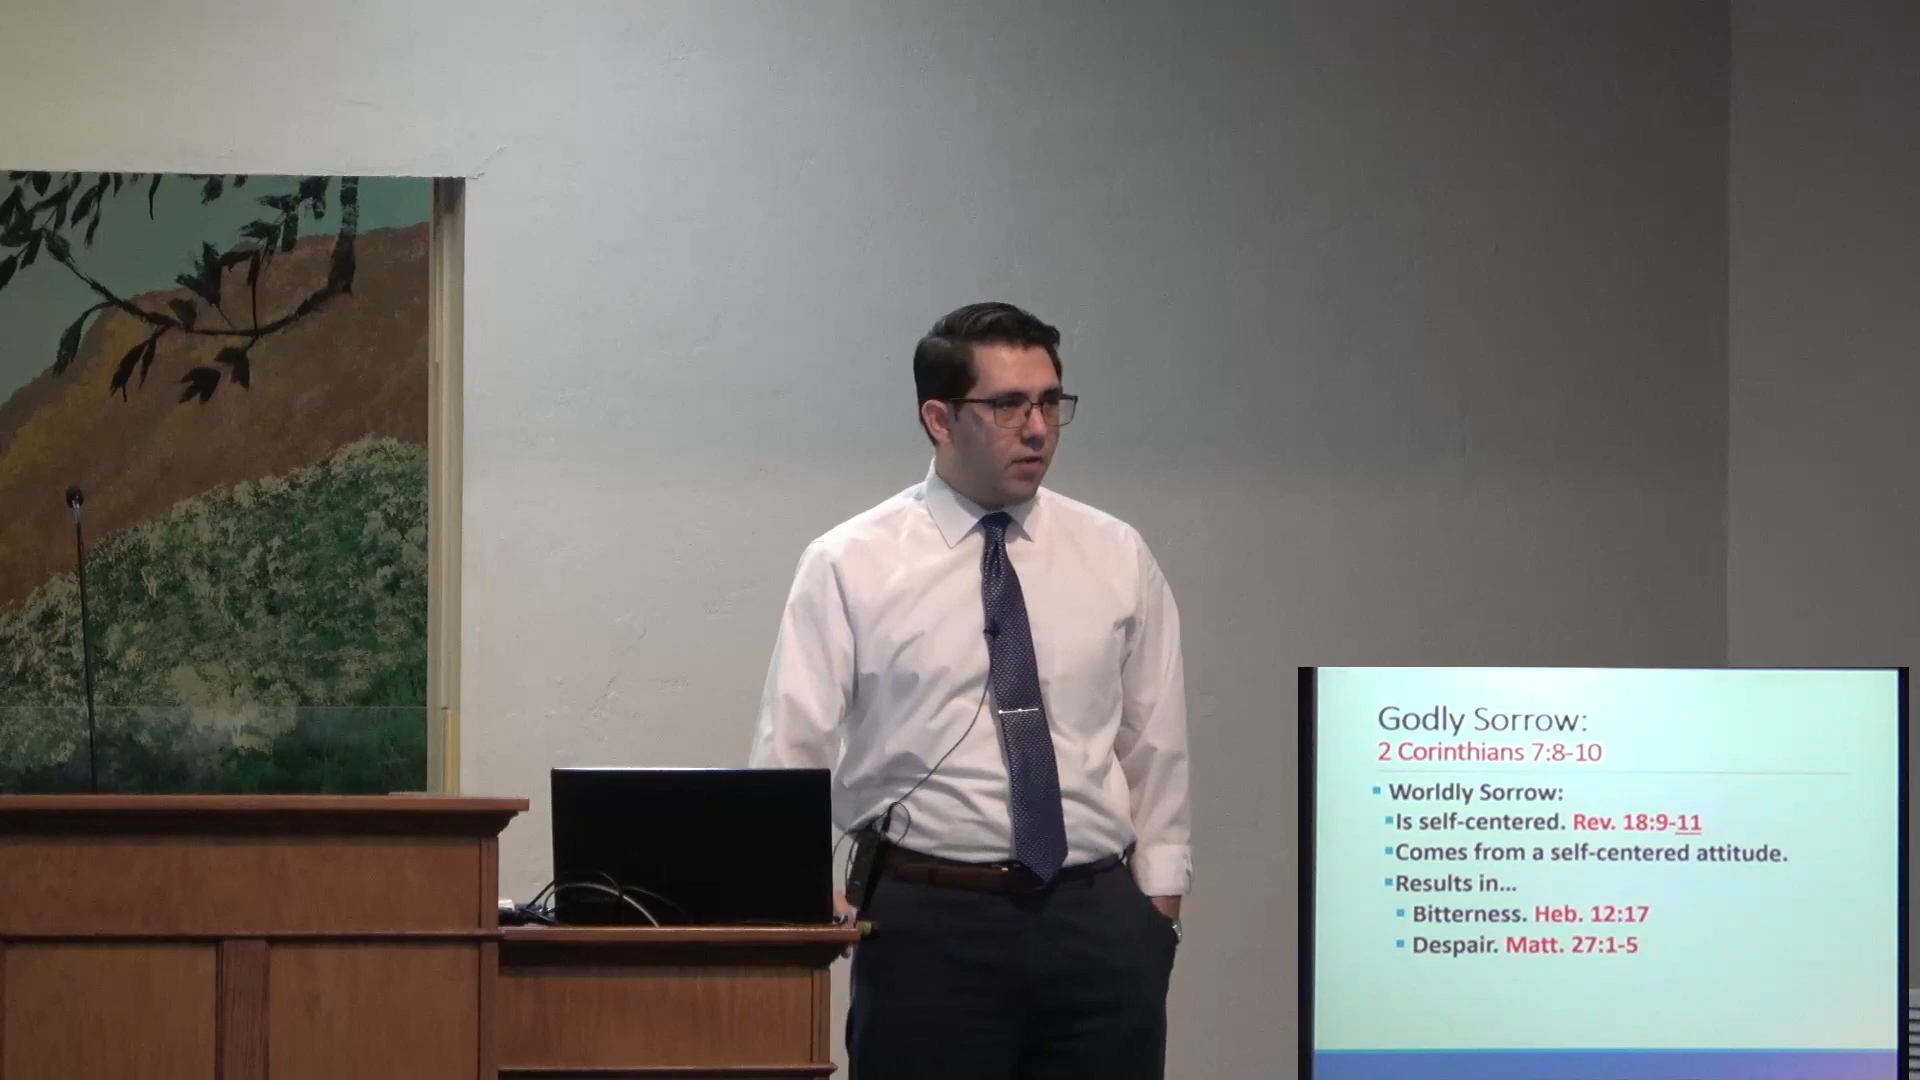 Godly Sorrow:
2 Corinthians 7:8-10
Worldly Sorrow:
Is self-centered. Rev. 18:9-11
Comes from a self-centered attitude.
Results in...
Bitterness. Heb. 12:17
Despair. Matt. 27:1-5